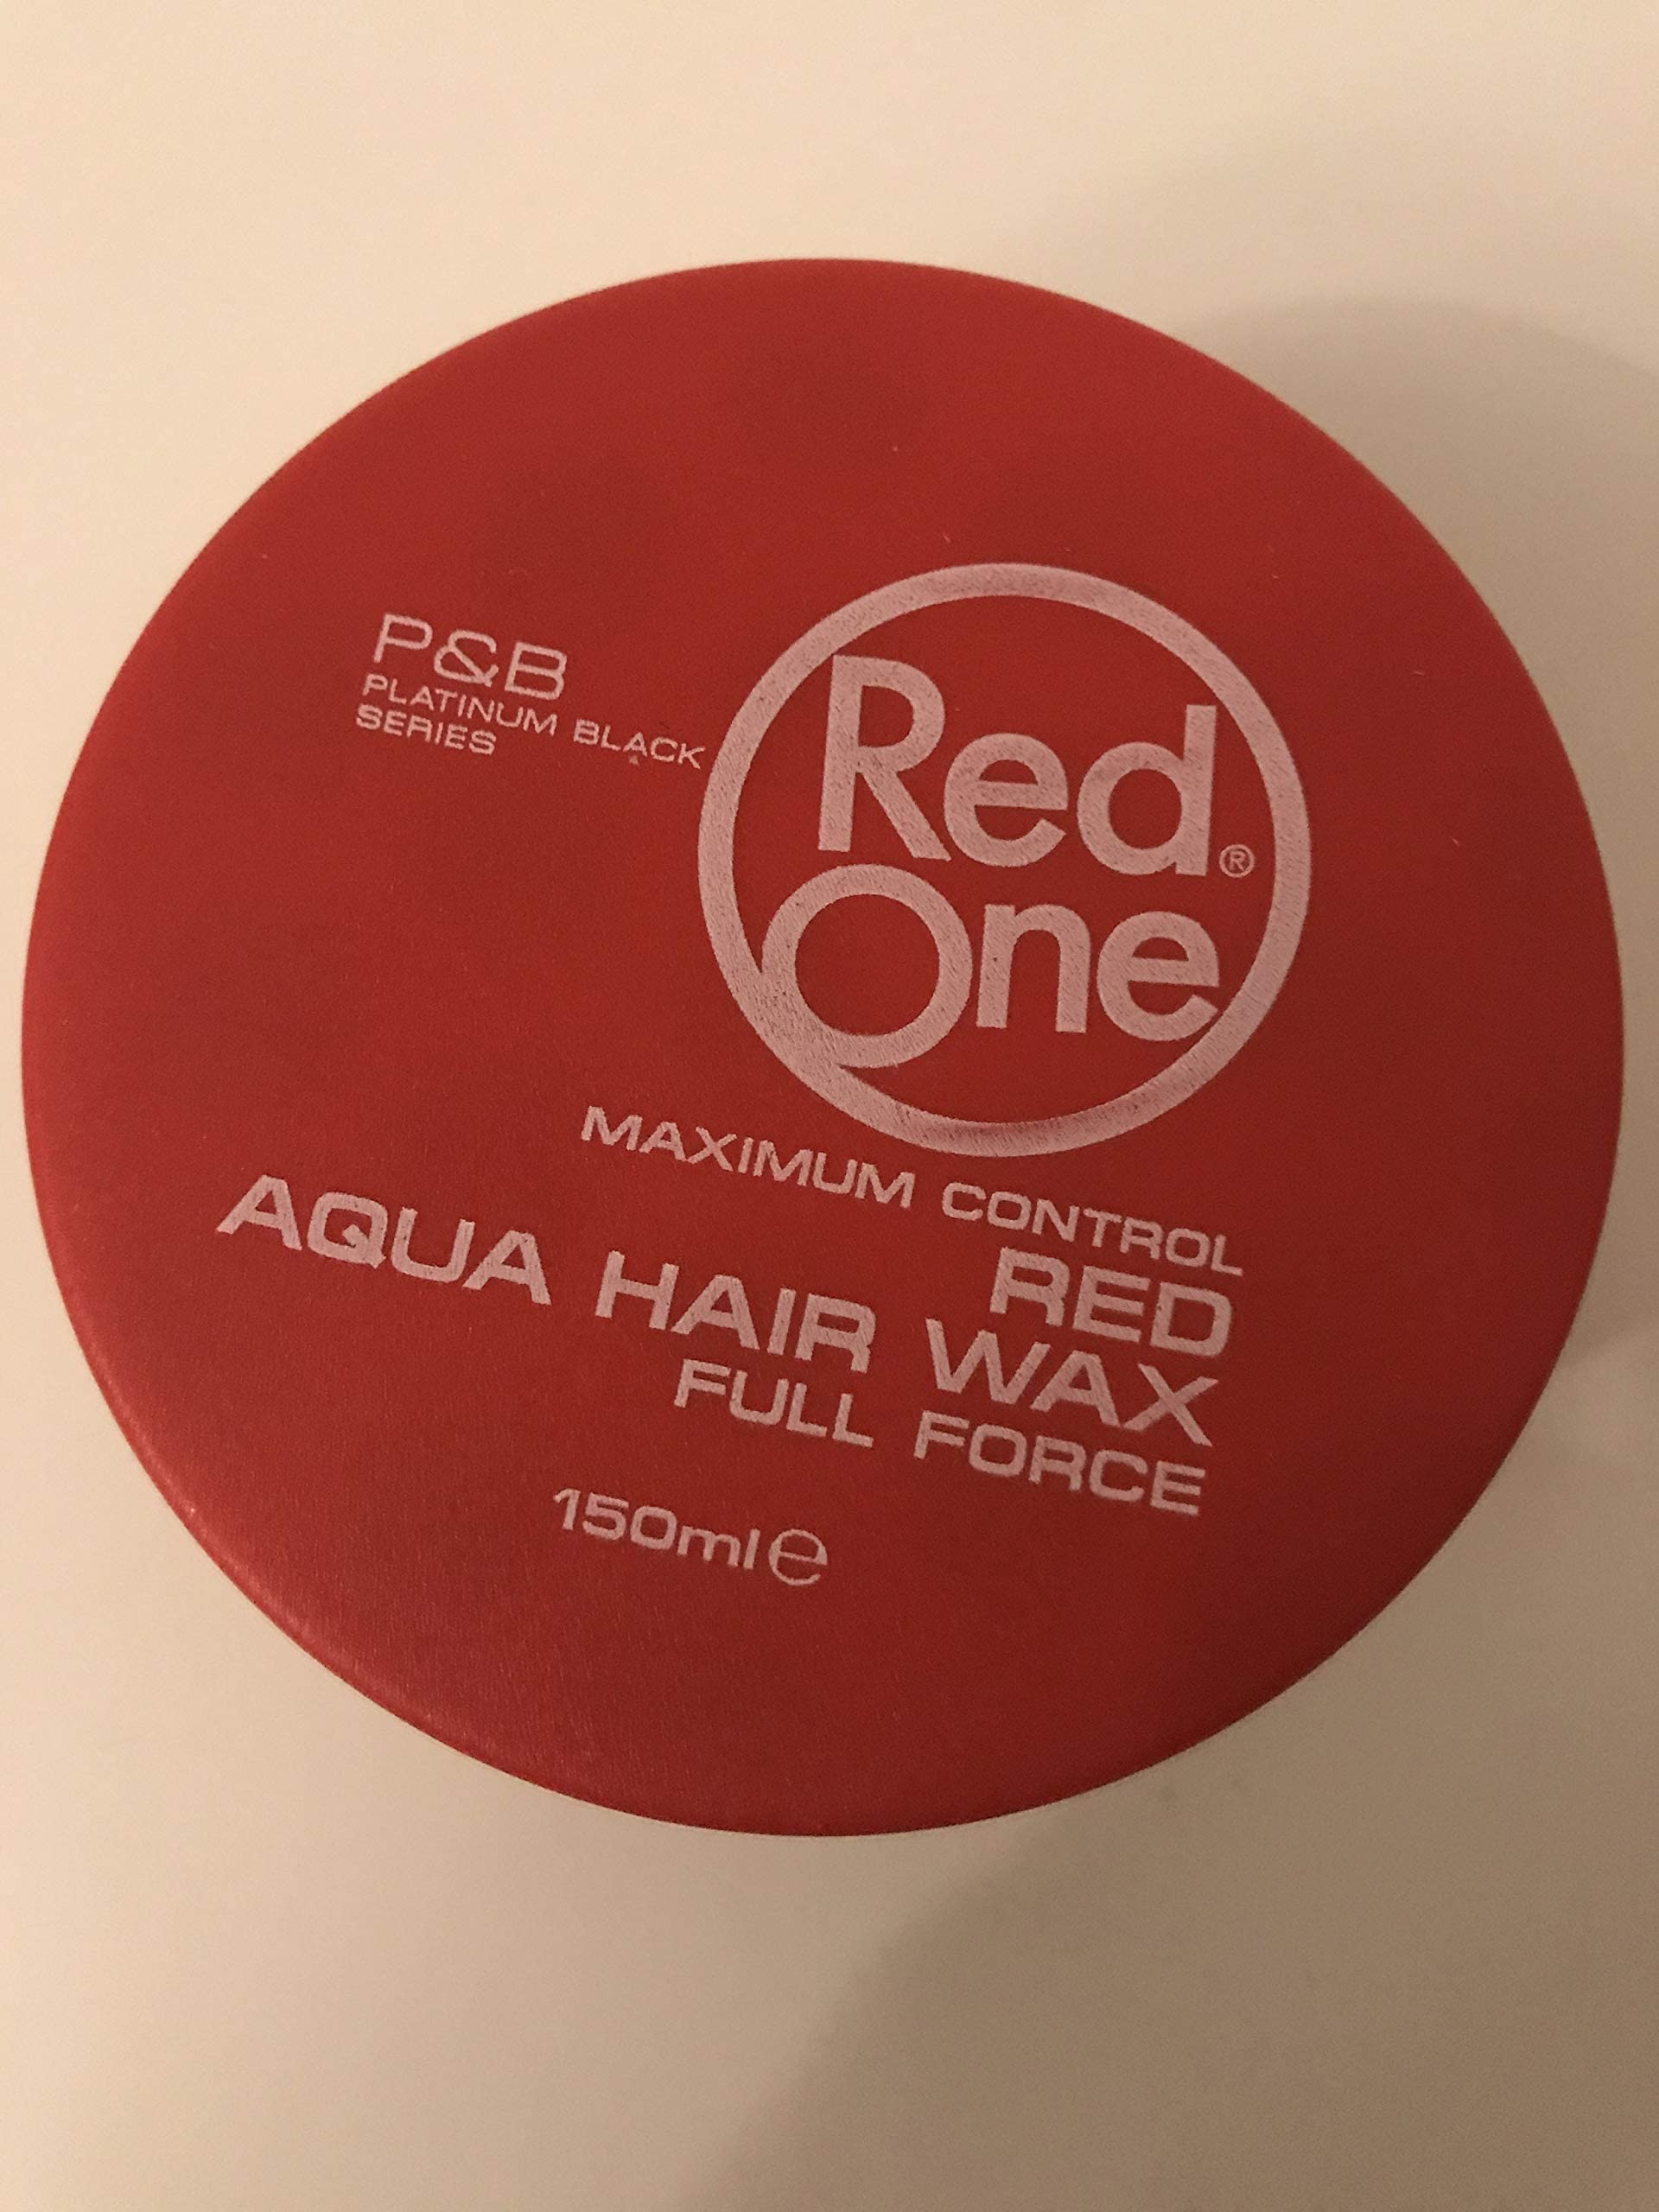 P&B
PLATINUM BLACK
SERIES
Red®
One
MAXIMUM CONTROL
RED
AQUA HAIR WAX
FULL FORCE
150ml e